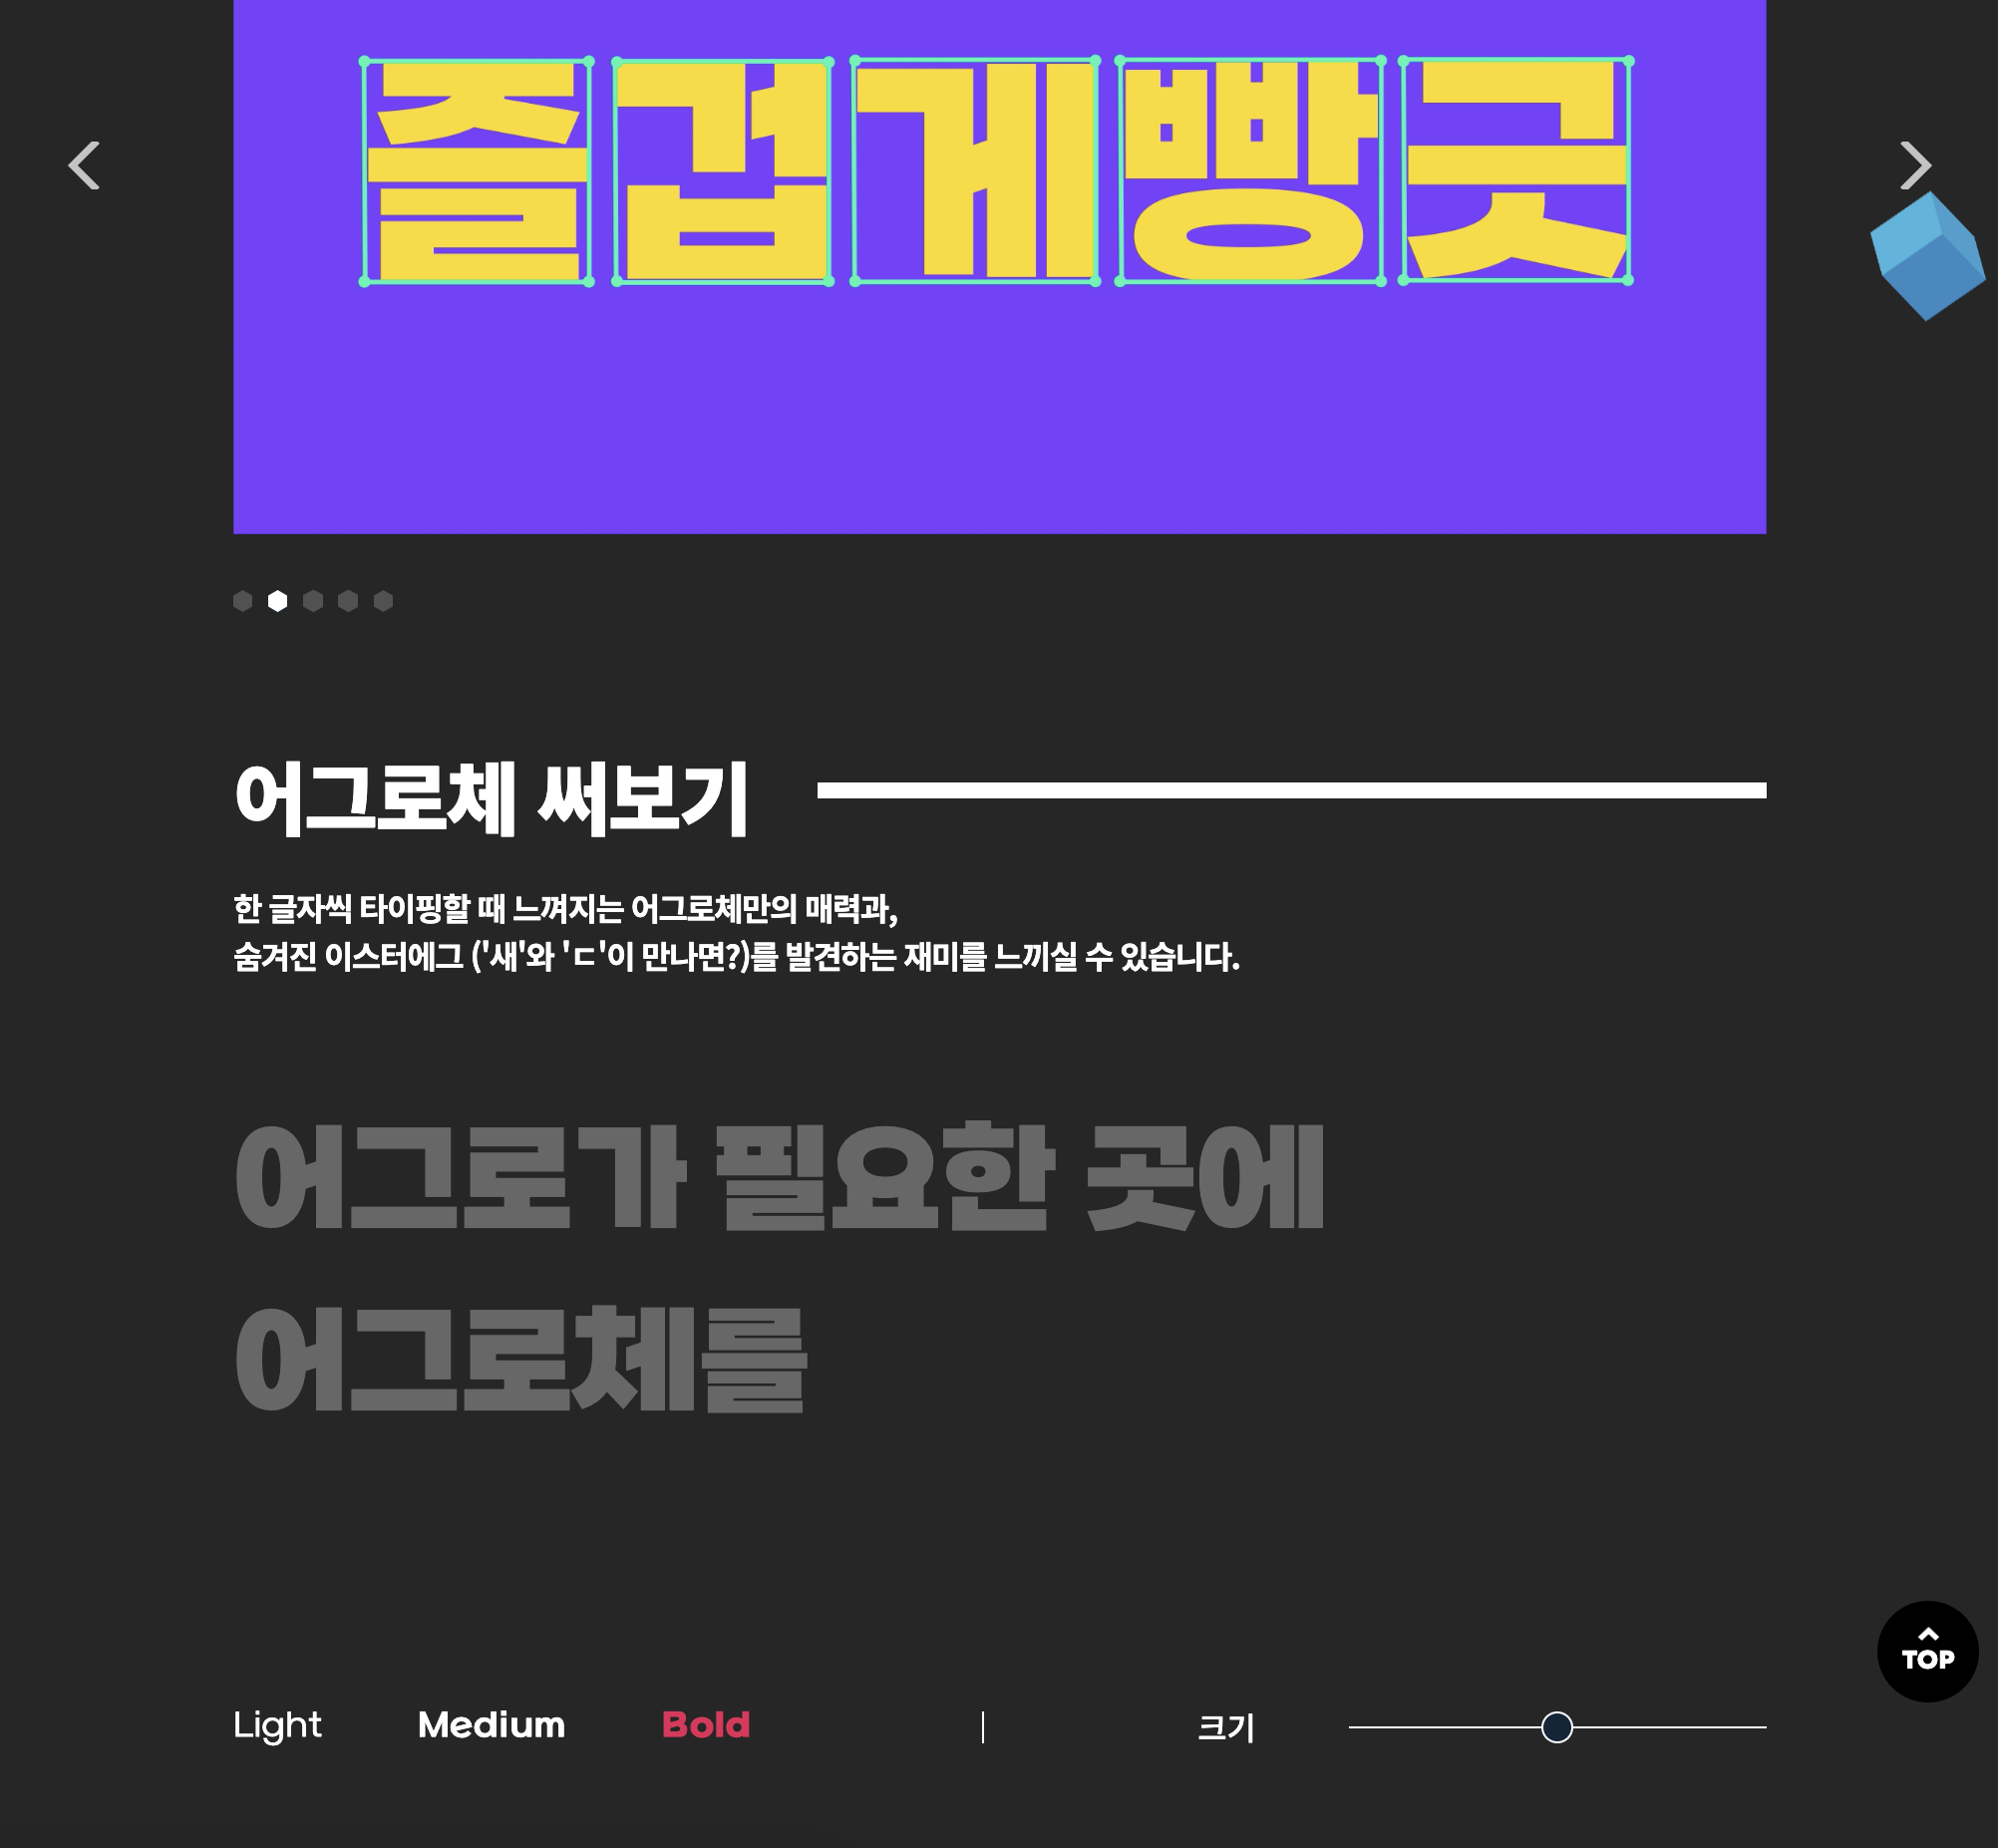 즐겁게빵긋
어그로체 써보기
한 글자씩 타이핑할 때 느껴지는 어그로체만의 매력과,
숨겨진 이스터에그('쌔'와 'ㄷ'이 만나면?)를 발견하는 재미를 느끼실 수 있습니다.
어그로가 필요한 곳에
어그로체를
TOP
Light Medium Bold | 크기